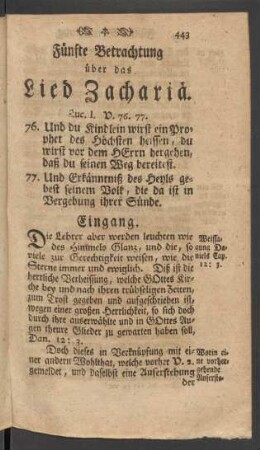 443
Fünfte Betrachtung
über das
Lied Zachariä.
Luc. I. V. 76. 77.
76. Und du Kindlein wirst ein Pro-
phet des Höchsten heissen, du
wirst vor dem HErrn hergehen,
daß du seinen Weg bereitest.
77. Und Erkänntniß des Heyls ge-
best seinem Volk, die da ist in
Vergebung ihrer Sünde.
Eingang.
Die Lehrer aber werden leuchten wie
des Himmels Glanz, und die, so
viele zur Gerechtigkeit weisen, wie die
Sterne immer und ewiglich. Diß ist die
herrliche Verheissung, welche GOttes Kir-
che bey und nach ihren trübseligen Zeiten,
zum Trost gegeben und aufgeschrieben ist,
wegen einer grossen Herrlichkeit, so sich doch
durch ihre auserwählte und in GOttes Au-
gen theure Glieder zu gewarten haben soll,
Dan. 12: 3.
Weissa-
gung Da-
niels Cap.
12: 3.
Doch dieses in Verknüpfung mit ei-
ner andern Wohlthat, welche vorher V. 2.
gemeldet, und daselbst eine Auferstehung
der
Worin ei-
ne vorher-
gehende
Auferste-